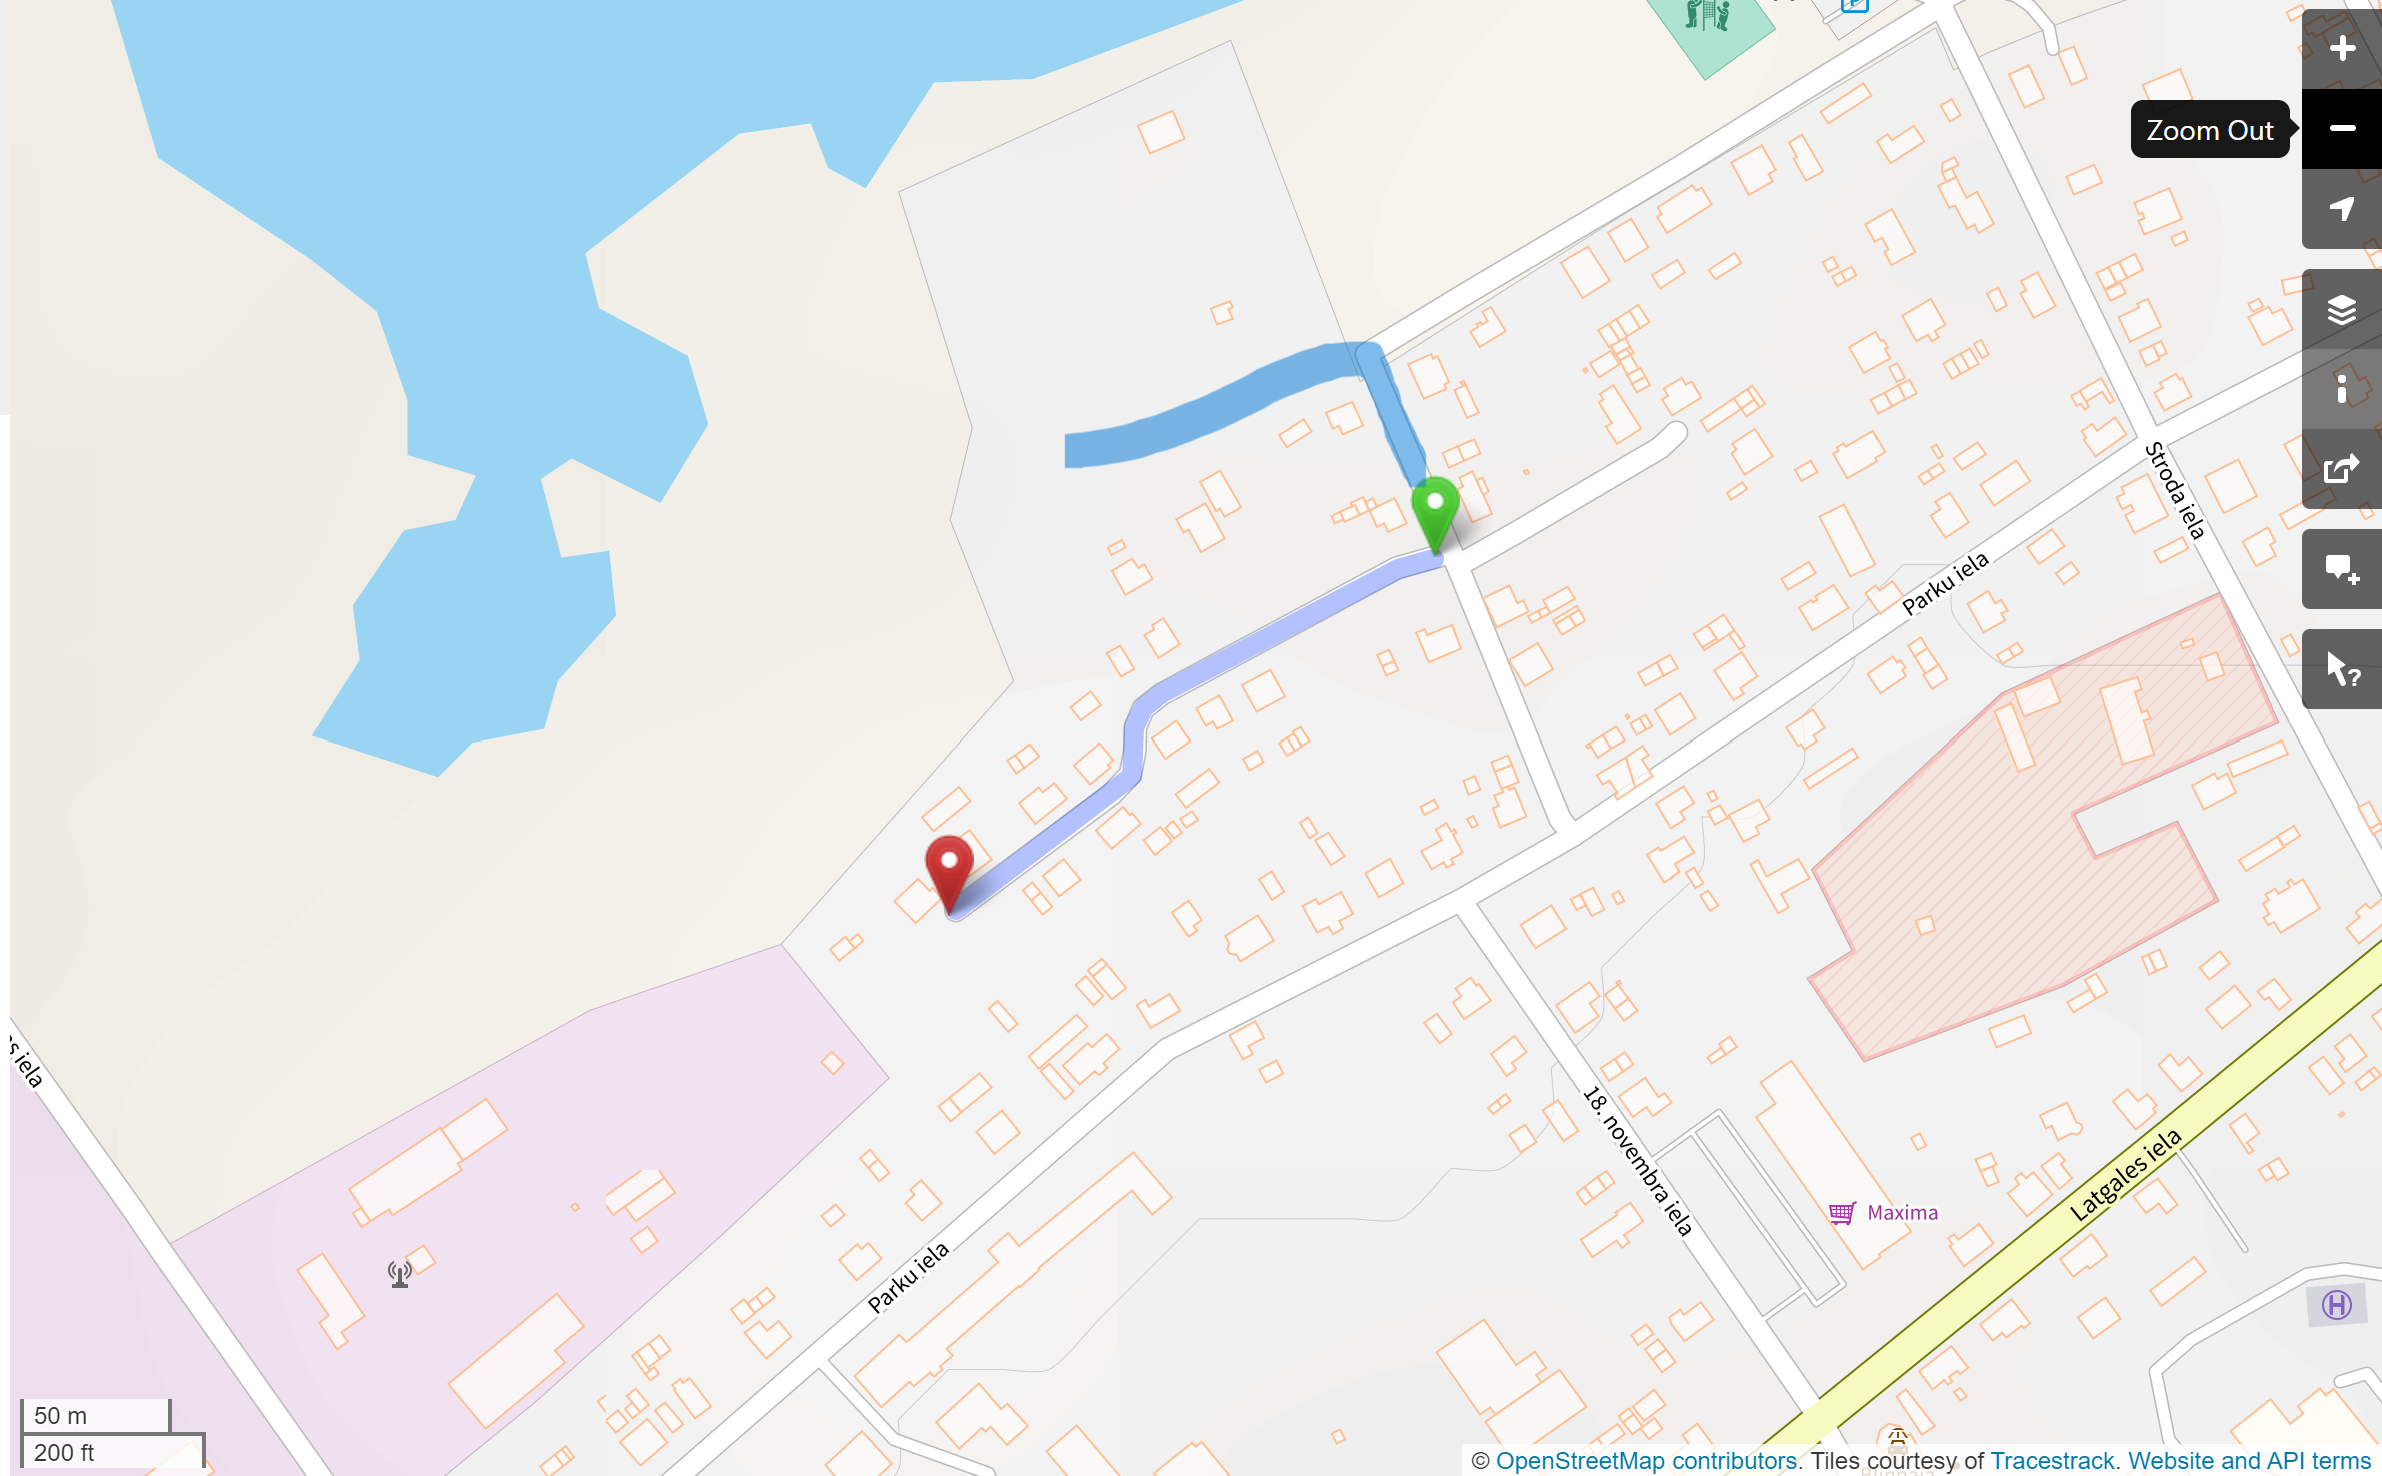 Zoom Out
Stroda iela
Parku iela
18. novembra iela
Maxima
Latgales iela
Parku iela
iela
50 m
200 ft
© OpenStreetMap contributors. Tiles courtesy of Tracestrack. Website and API terms